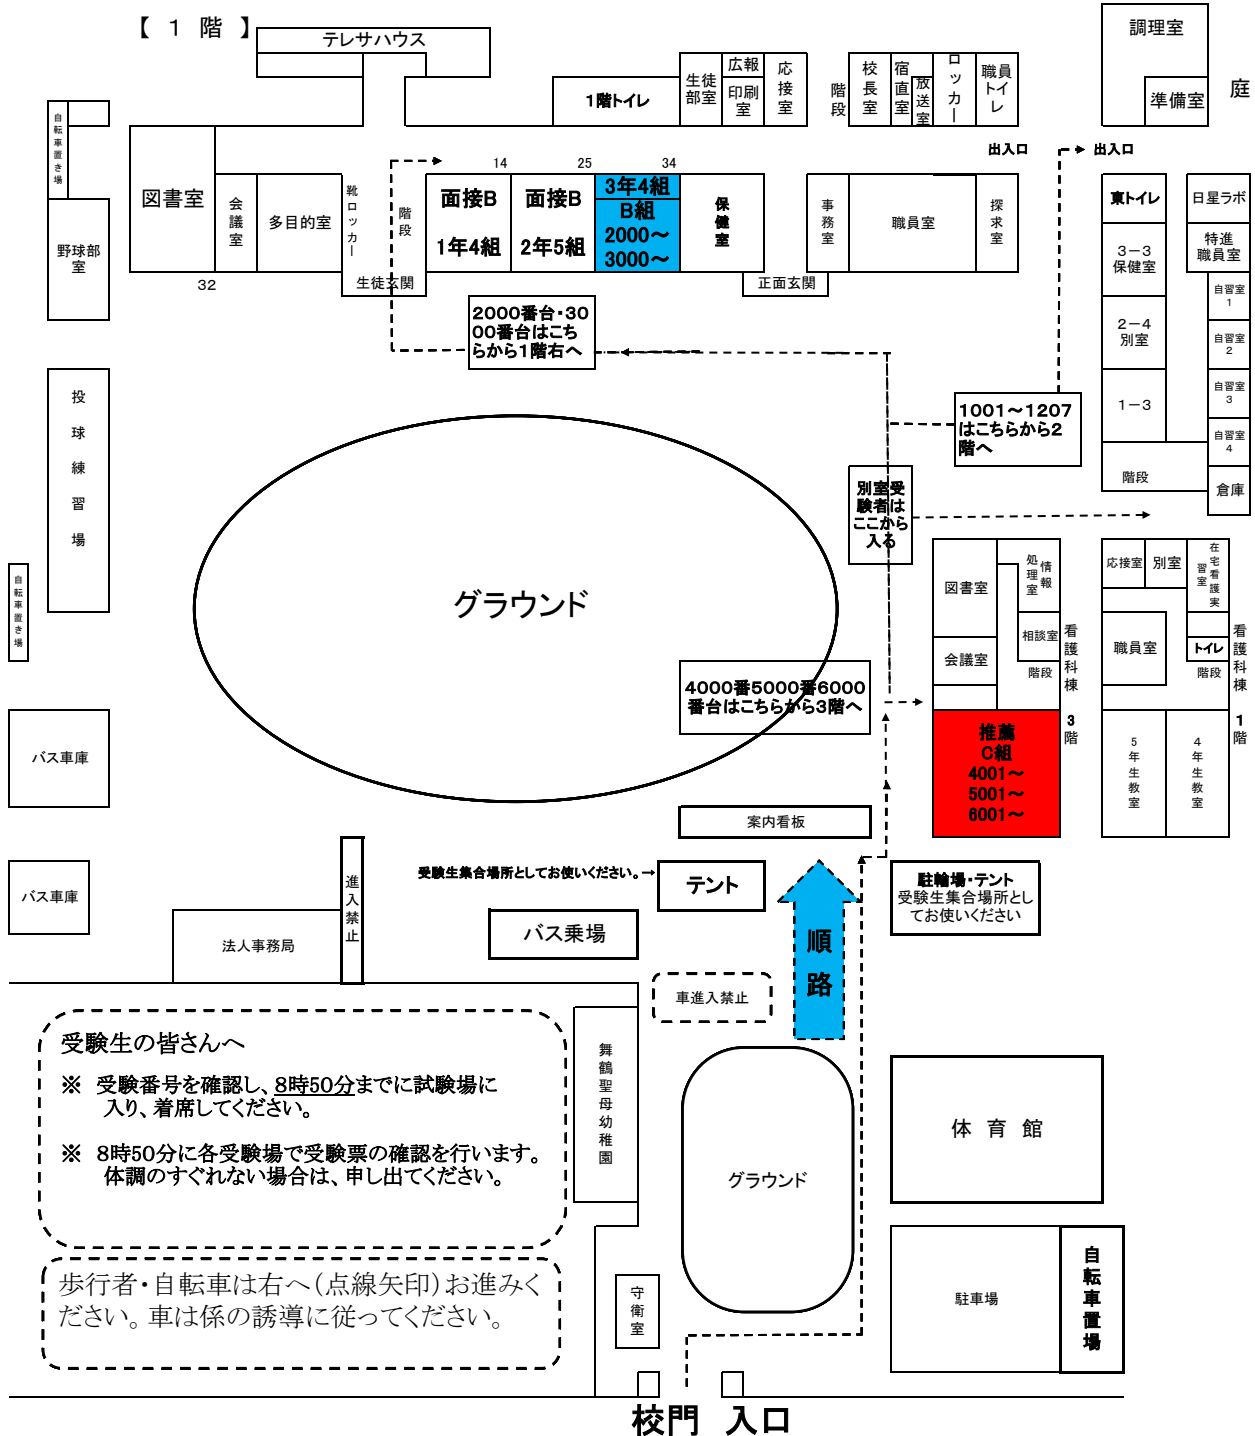 【 1 階 】
テレサハウス
調理室
準備室
庭
1階トイレ
生徒
部室
広報
印刷
室
応接室
階段
校長室
宿直室
放送室
ロッカー
職員
トイ
レ
出入口
出入口
自転車置き場
図書室
会議室
多目的室
靴ロッカー
階段
14
25
34
面接B
1年4組
面接B
2年5組
3年4組
B組
2000～
3000～
保健室
事務室
職員室
探求室
東トイレ
日星ラボ
特進
職員室
3－3
保健室
野球部
室
32
生徒玄関
正面玄関
自習室
1
2－4
別室
自習室
2
2000番台・30
00番台はこち
らから1階右へ
1－3
自習室
3
自習室
4
1001～1207
はこちらから2
階へ
投球練習場
階段
倉庫
別室受
験者は
ここから
入る
自転車置き場
グラウンド
図書室
情報
処理室
相談室
会議室
階段
看護科棟
3階
応接室
別室
在宅看護実
習室
職員室
トイレ
階段
看護科棟
1階
4000番5000番6000
番台はこちらから3階へ
推薦
C組
4001～
5001～
6001～
5年生教室
4年生教室
バス車庫
案内看板
受験生集合場所としてお使いください。→
テント
駐輪場・テント
受験生集合場所とし
てお使いください
バス車庫
進入禁止
法人事務局
バス乗場
順路
車進入禁止
受験生の皆さんへ
※ 受験番号を確認し、8時50分までに試験場に
入り、着席してください。
※ 8時50分に各受験場で受験票の確認を行います。
体調のすぐれない場合は、申し出てください。
舞鶴聖母幼稚園
グラウンド
体育館
歩行者・自転車は右へ(点線矢印)お進みく
ださい。車は係の誘導に従ってください。
守衛室
駐車場
自転車置場
校門 入口